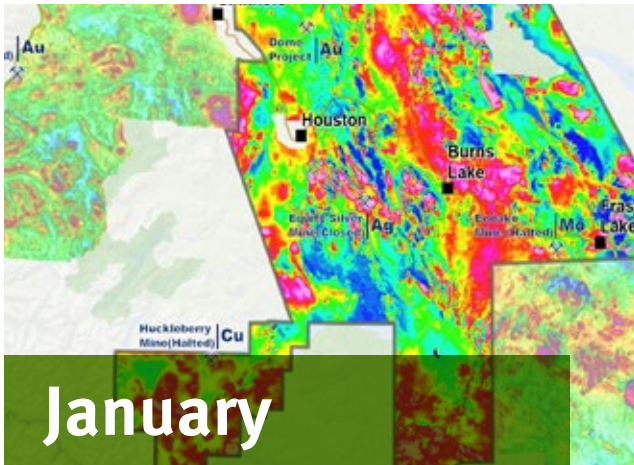 Au
Dome
Project
Au
Houston
Burns
Lake
Equity Silver
Mine(Closed)
Ag
Endako
Mine (Halted)
Mo
Lake
Huckleberry
Mine(Halted)
Cu
January